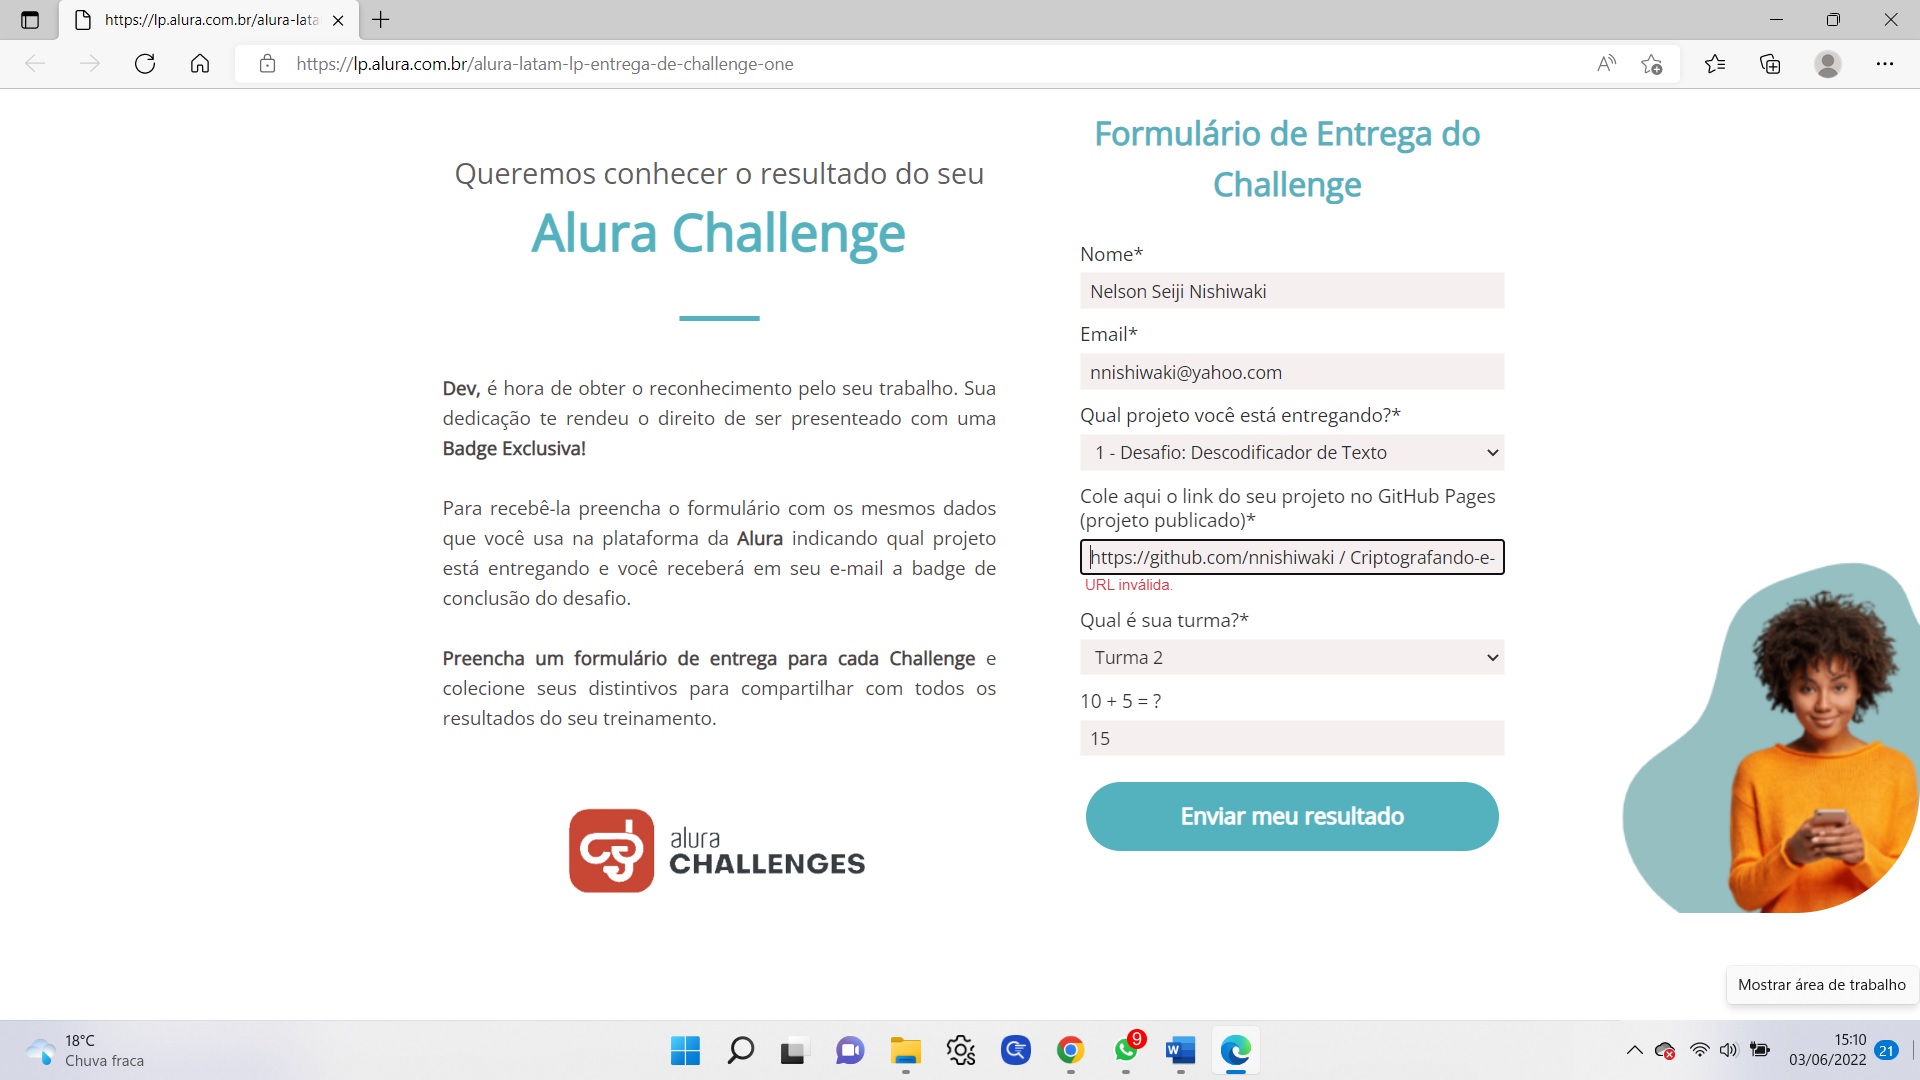 https://lp.alura.com.br/alura-lata
https://lp.alura.com.br/alura-latam-lp-entrega-de-challenge-one
Queremos conhecer o resultado do seu
Alura Challenge
Dev, é hora de obter o reconhecimento pelo seu trabalho. Sua
dedicação te rendeu o direito de ser presenteado com uma
Badge Exclusiva!
Para recebê-la preencha o formulário com os mesmos dados
que você usa na plataforma da Alura indicando qual projeto
está entregando e você receberá em seu e-mail a badge de
conclusão do desafio.
Preencha um formulário de entrega para cada Challenge e
colecione seus distintivos para compartilhar com todos os
resultados do seu treinamento.
alura
CHALLENGES
Formulário de Entrega do
Challenge
Nome*
Nelson Seiji Nishiwaki
Email*
nnishiwaki@yahoo.com
Qual projeto você está entregando?*
1 - Desafio: Descodificador de Texto
Cole aqui o link do seu projeto no GitHub Pages
(projeto publicado)*
https://github.com/nnishiwaki / Criptografando-e-
URL inválida.
Qual é sua turma?*
Turma 2
10 + 5 = ?
15
Enviar meu resultado
Mostrar área de trabalho
18°C
Chuva fraca
9
15:10
03/06/2022
21